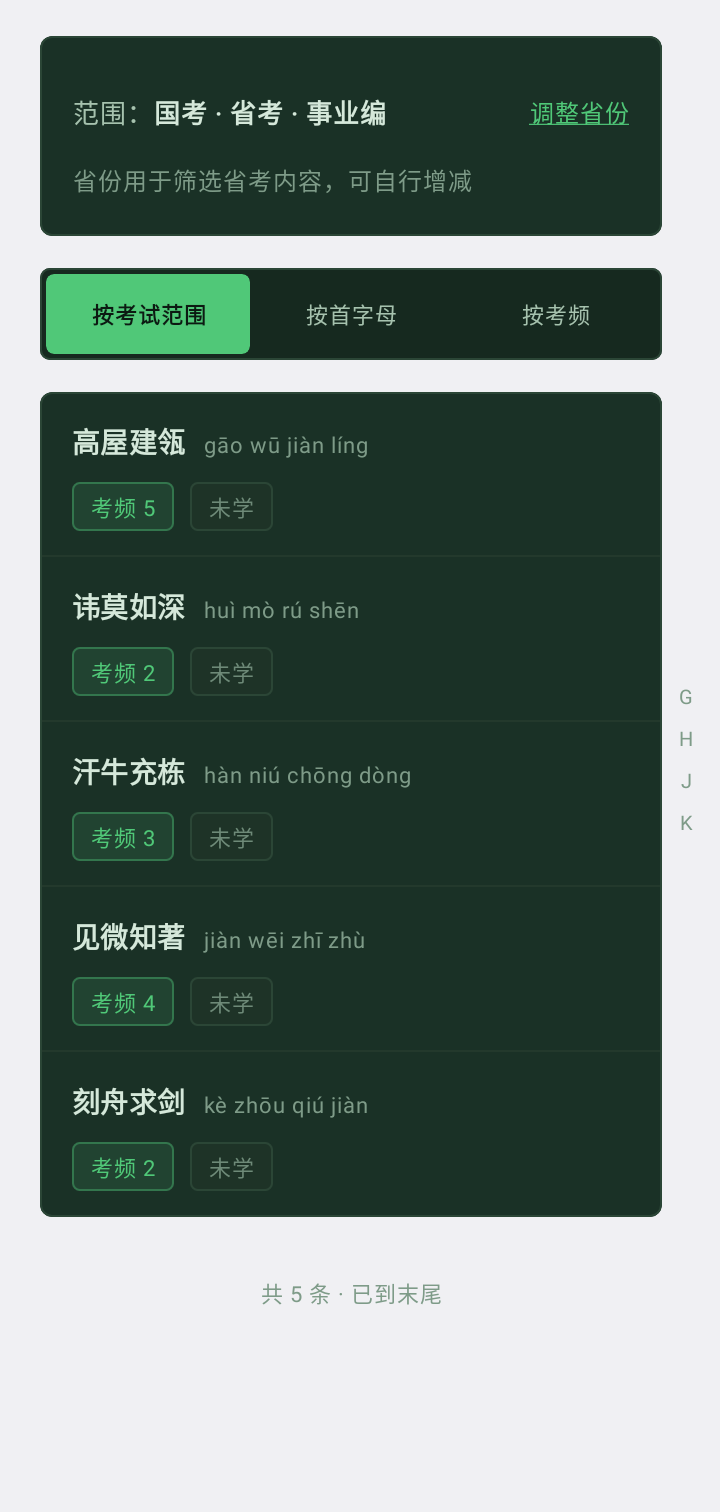 范围：国考 · 省考 · 事业编
调整省份
省份用于筛选省考内容，可自行增减
按考试范围
按首字母
按考频
高屋建瓴 gāo wū jiàn líng
考频 5
未学
讳莫如深 huì mò rú shēn
考频 2
未学
汗牛充栋 hàn niú chōng dòng
考频 3
未学
见微知著 jiàn wēi zhī zhù
考频 4
未学
刻舟求剑 kè zhōu qiú jiàn
考频 2
未学
G
H
J
K
共 5 条 · 已到末尾